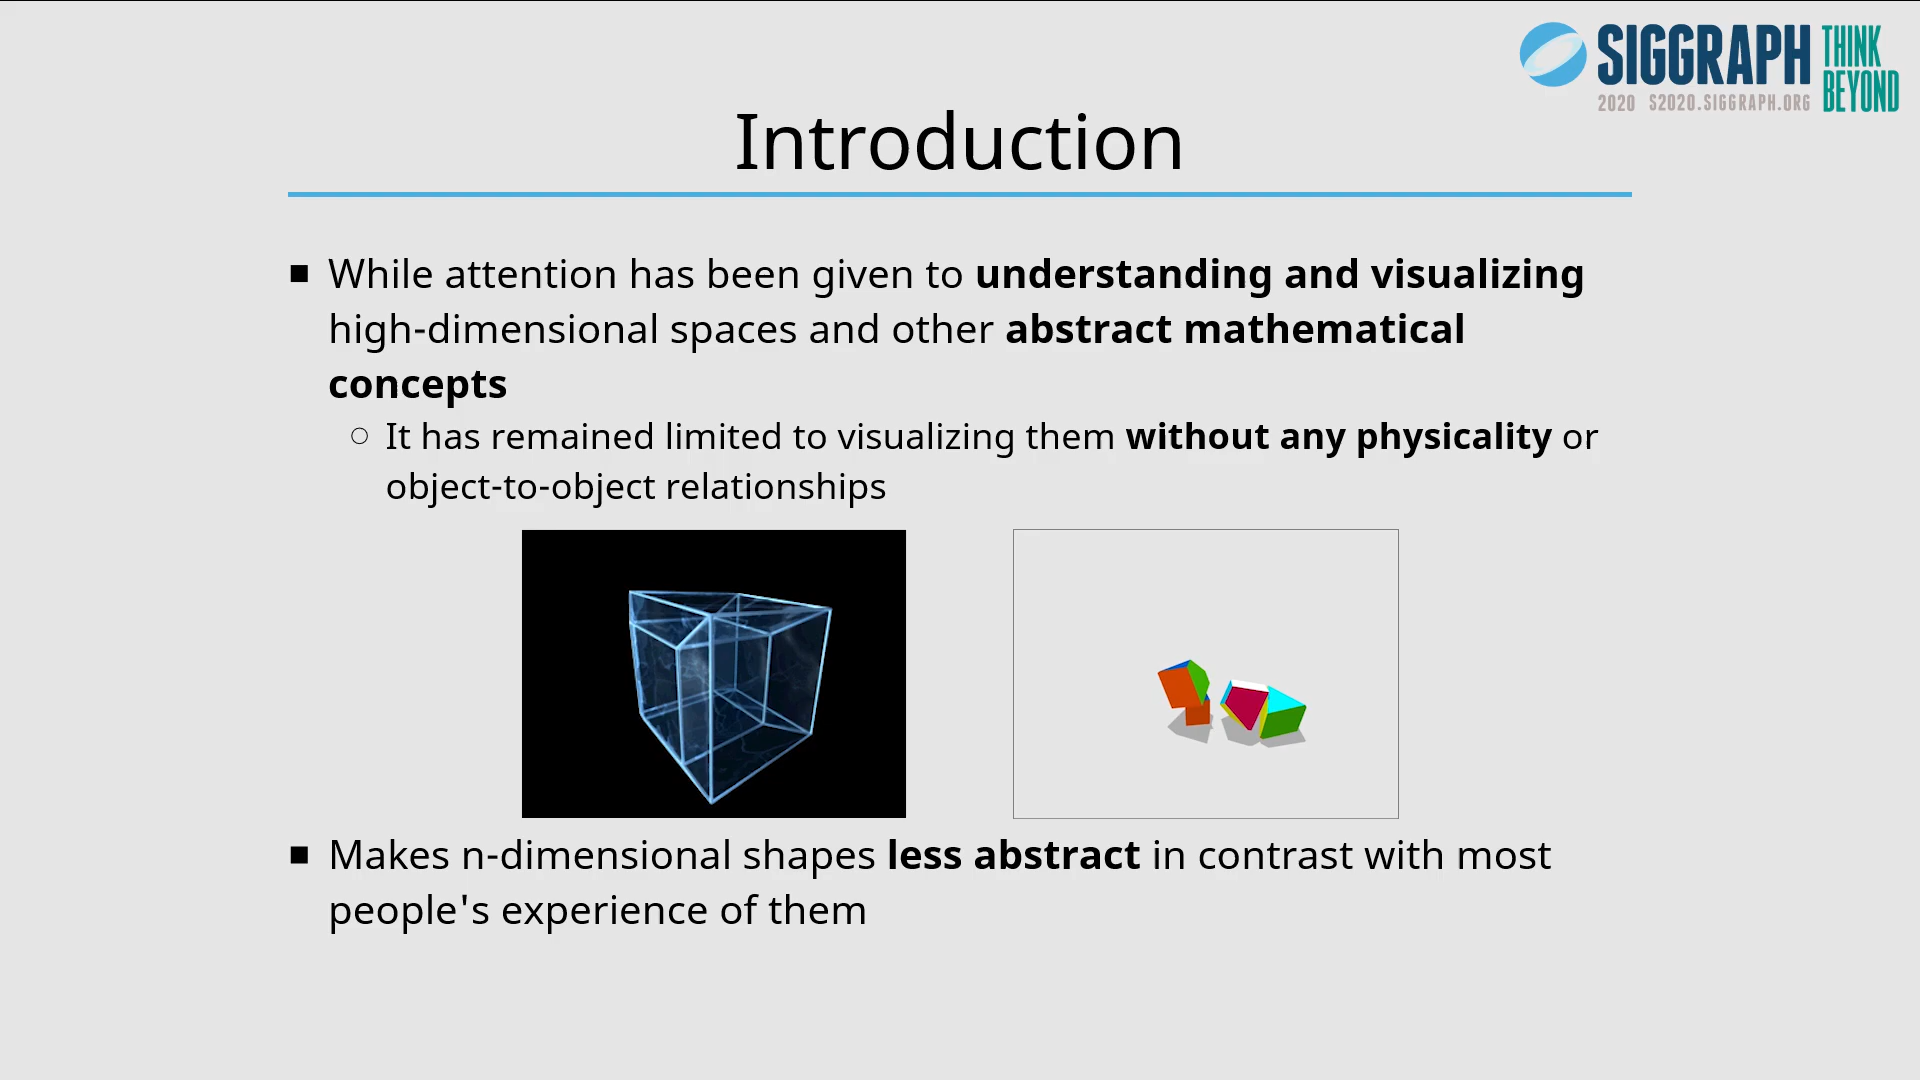 SIGGRAPH THINK BEYOND
2020 S2020.SIGGRAPH.ORG
Introduction
While attention has been given to understanding and visualizing
high-dimensional spaces and other abstract mathematical
concepts
It has remained limited to visualizing them without any physicality or
object-to-object relationships
Makes n-dimensional shapes less abstract in contrast with most
people's experience of them